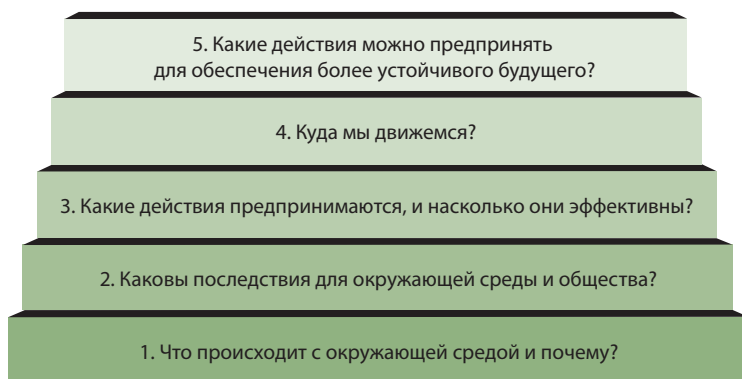 5. Какие действия можно предпринять
для обеспечения более устойчивого будущего?
4. Куда мы движемся?
3. Какие действия предпринимаются, и насколько они эффективны?
2. Каковы последствия для окружающей среды и общества?
1. Что происходит с окружающей средой и почему?